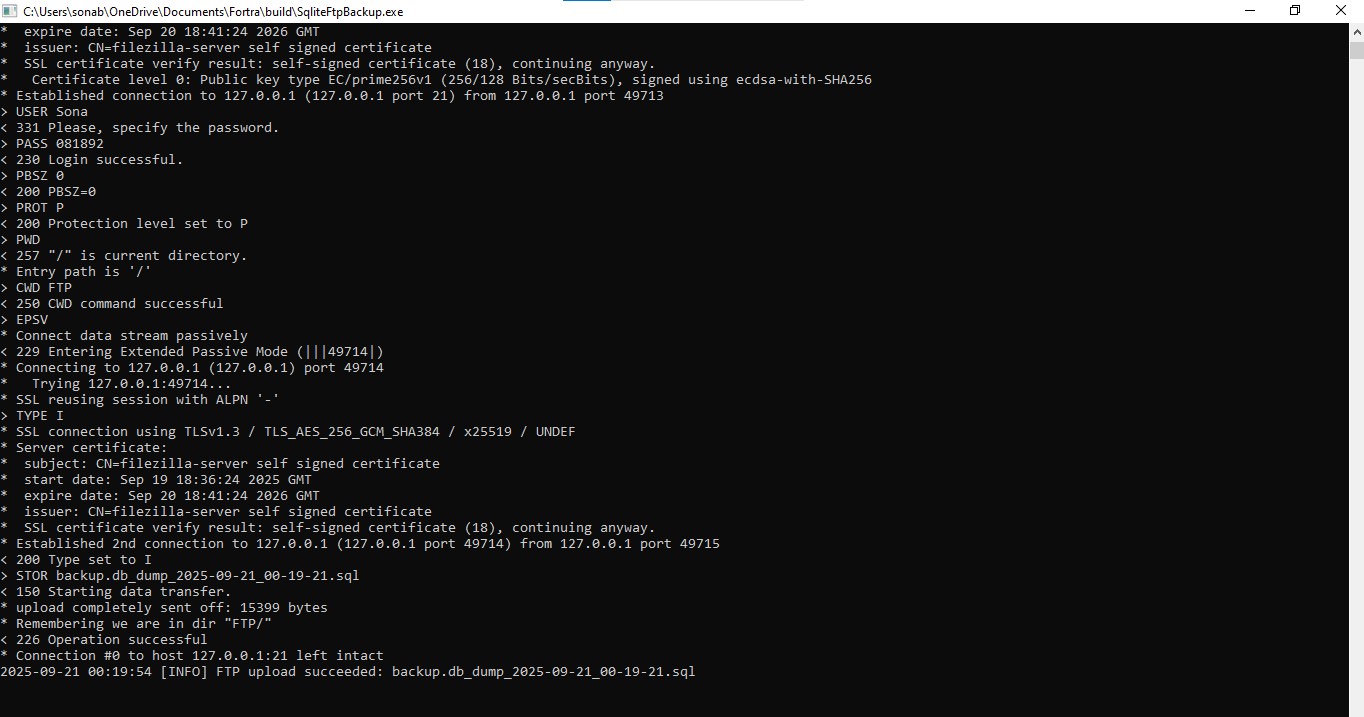 C:\Users\sonab\OneDrive\Documents\Fortra\build\SqliteFtpBackup.exe
*  expire date: Sep 20 18:41:24 2026 GMT
*  issuer: CN=filezilla-server self signed certificate
*  SSL certificate verify result: self-signed certificate (18), continuing anyway.
*   Certificate level 0: Public key type EC/prime256v1 (256/128 Bits/secBits), signed using ecdsa-with-SHA256
* Established connection to 127.0.0.1 (127.0.0.1 port 21) from 127.0.0.1 port 49713
> USER Sona
< 331 Please, specify the password.
> PASS 081892
< 230 Login successful.
> PBSZ 0
< 200 PBSZ=0
> PROT P
< 200 Protection level set to P
> PWD
< 257 "/" is current directory.
* Entry path is '/'
> CWD FTP
< 250 CWD command successful
> EPSV
* Connect data stream passively
< 229 Entering Extended Passive Mode (|||49714|)
* Connecting to 127.0.0.1 (127.0.0.1) port 49714
*   Trying 127.0.0.1:49714...
* SSL reusing session with ALPN '-'
> TYPE I
* SSL connection using TLSv1.3 / TLS_AES_256_GCM_SHA384 / x25519 / UNDEF
* Server certificate:
*  subject: CN=filezilla-server self signed certificate
*  start date: Sep 19 18:36:24 2025 GMT
*  expire date: Sep 20 18:41:24 2026 GMT
*  issuer: CN=filezilla-server self signed certificate
*  SSL certificate verify result: self-signed certificate (18), continuing anyway.
* Established 2nd connection to 127.0.0.1 (127.0.0.1 port 49714) from 127.0.0.1 port 49715
< 200 Type set to I
> STOR backup.db_dump_2025-09-21_00-19-21.sql
< 150 Starting data transfer.
* upload completely sent off: 15399 bytes
* Remembering we are in dir "FTP/"
< 226 Operation successful
* Connection #0 to host 127.0.0.1:21 left intact
2025-09-21 00:19:54 [INFO] FTP upload succeeded: backup.db_dump_2025-09-21_00-19-21.sql